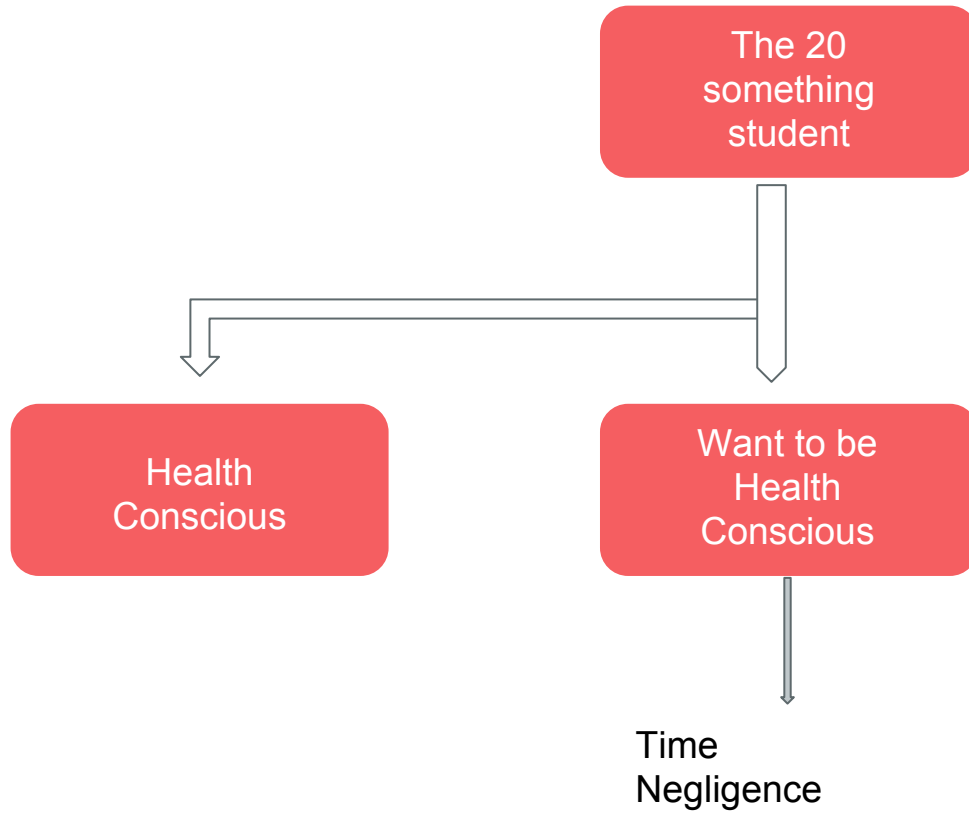 The 20
something
student
Health
Conscious
Want to be
Health
Conscious
Time
Negligence